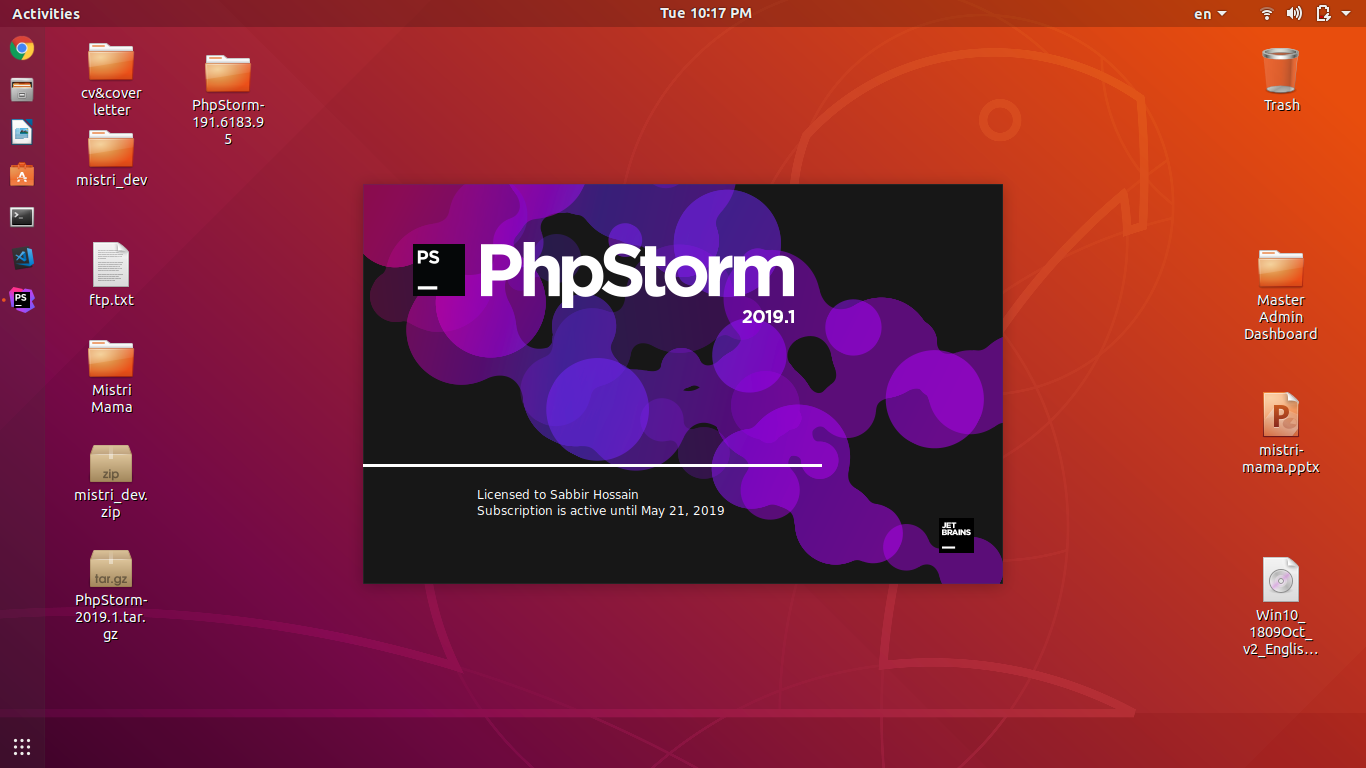 Activities
Tue 10:17 PM
en
cv&cover
letter
PhpStorm-
191.6183.9
5
mistri_dev
ftp.txt
Mistri
Mama
zip
mistri_dev.
zip
tar.gz
PhpStorm-
2019.1.tar.
gz
PS
PS
PhpStorm
2019.1
Licensed to Sabbir Hossain
Subscription is active until May 21, 2019
JET
BRAINS
Trash
Master
Admin
Dashboard
P
mistri-
mama.pptx
Win10_
1809Oct_
v2_Englis…